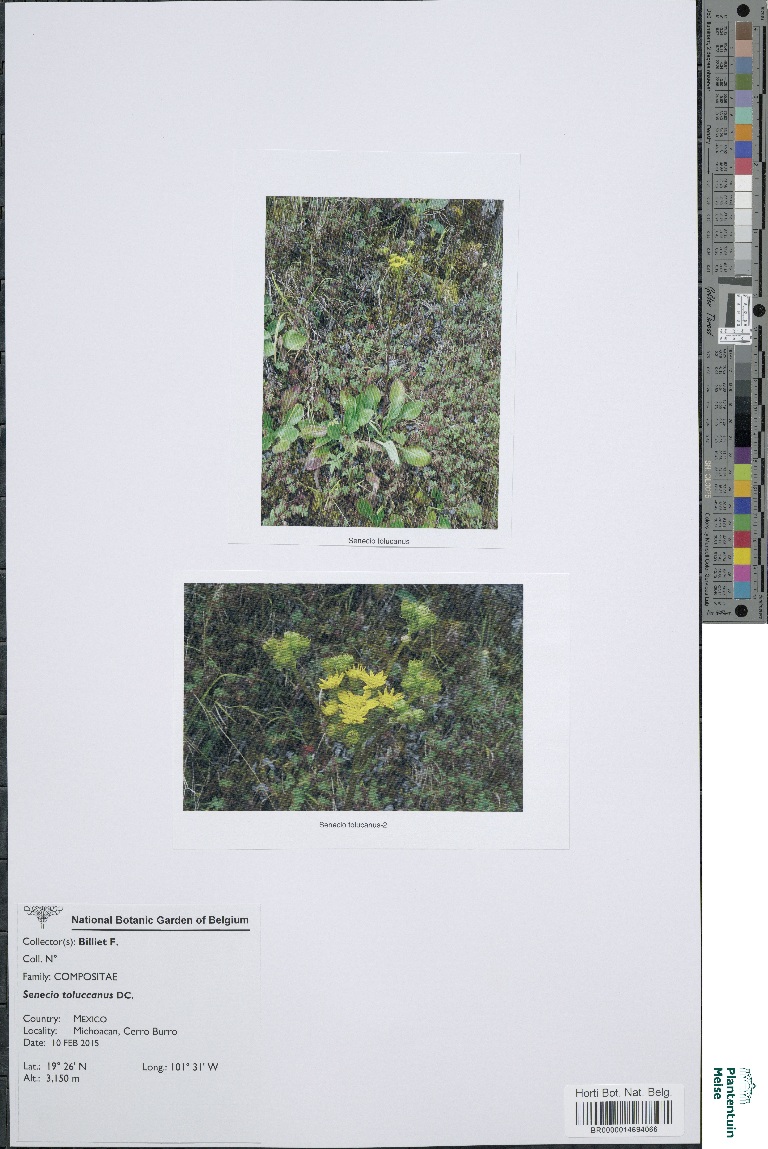 Senecio tolucanus
Senecio tolucanus-2
National Botanic Garden of Belgium
Collector(s): Billiet F.
Coll. N°
Family: COMPOSITAE
Senecio toluccanus DC.
Country: MEXICO
Locality: Michoacan, Cerro Burro
Date: 10 FEB 2015
Lat.: 19° 26' N Long.: 101° 31' W
Alt.: 3,150 m
Horti Bot. Nat. Belg.
BR0000014694066
Plantentuin
Meise